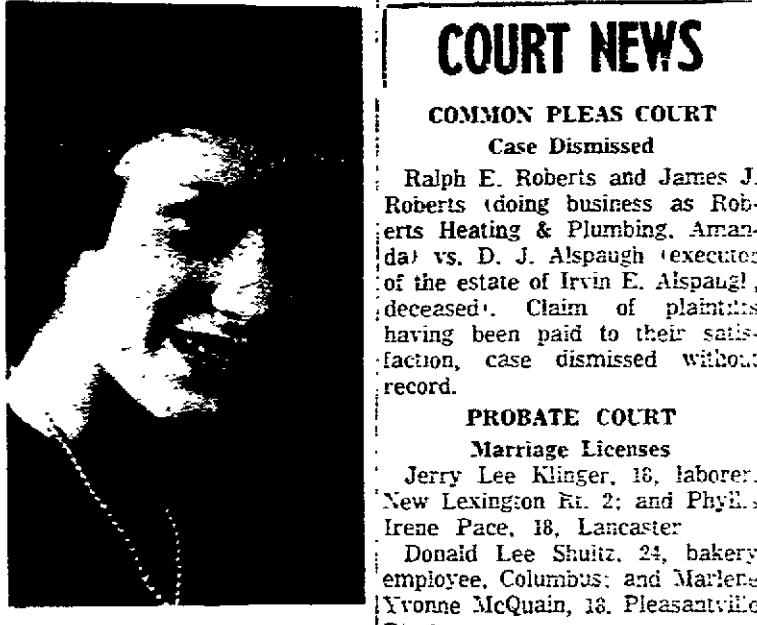 COURT NEWS
COMMON PLEAS COURT
Case Dismissed
Ralph E. Roberts and James J.
Roberts (doing business as Rob-
erts Heating & Plumbing, Aman-
da) vs. D. J. Alspaugh (executor
of the estate of Irvin E. Alspaugh,
deceased). Claim of plaintiffs
having been paid to their satis-
faction, case dismissed without
record.
PROBATE COURT
Marriage Licenses
Jerry Lee Klinger, 18, laborer,
New Lexington Rt. 2; and Phyllis
Irene Pace, 18, Lancaster
Donald Lee Shultz, 24, bakery
employee, Columbus; and Marlene
Yvonne McQuain, 18, Pleasantville